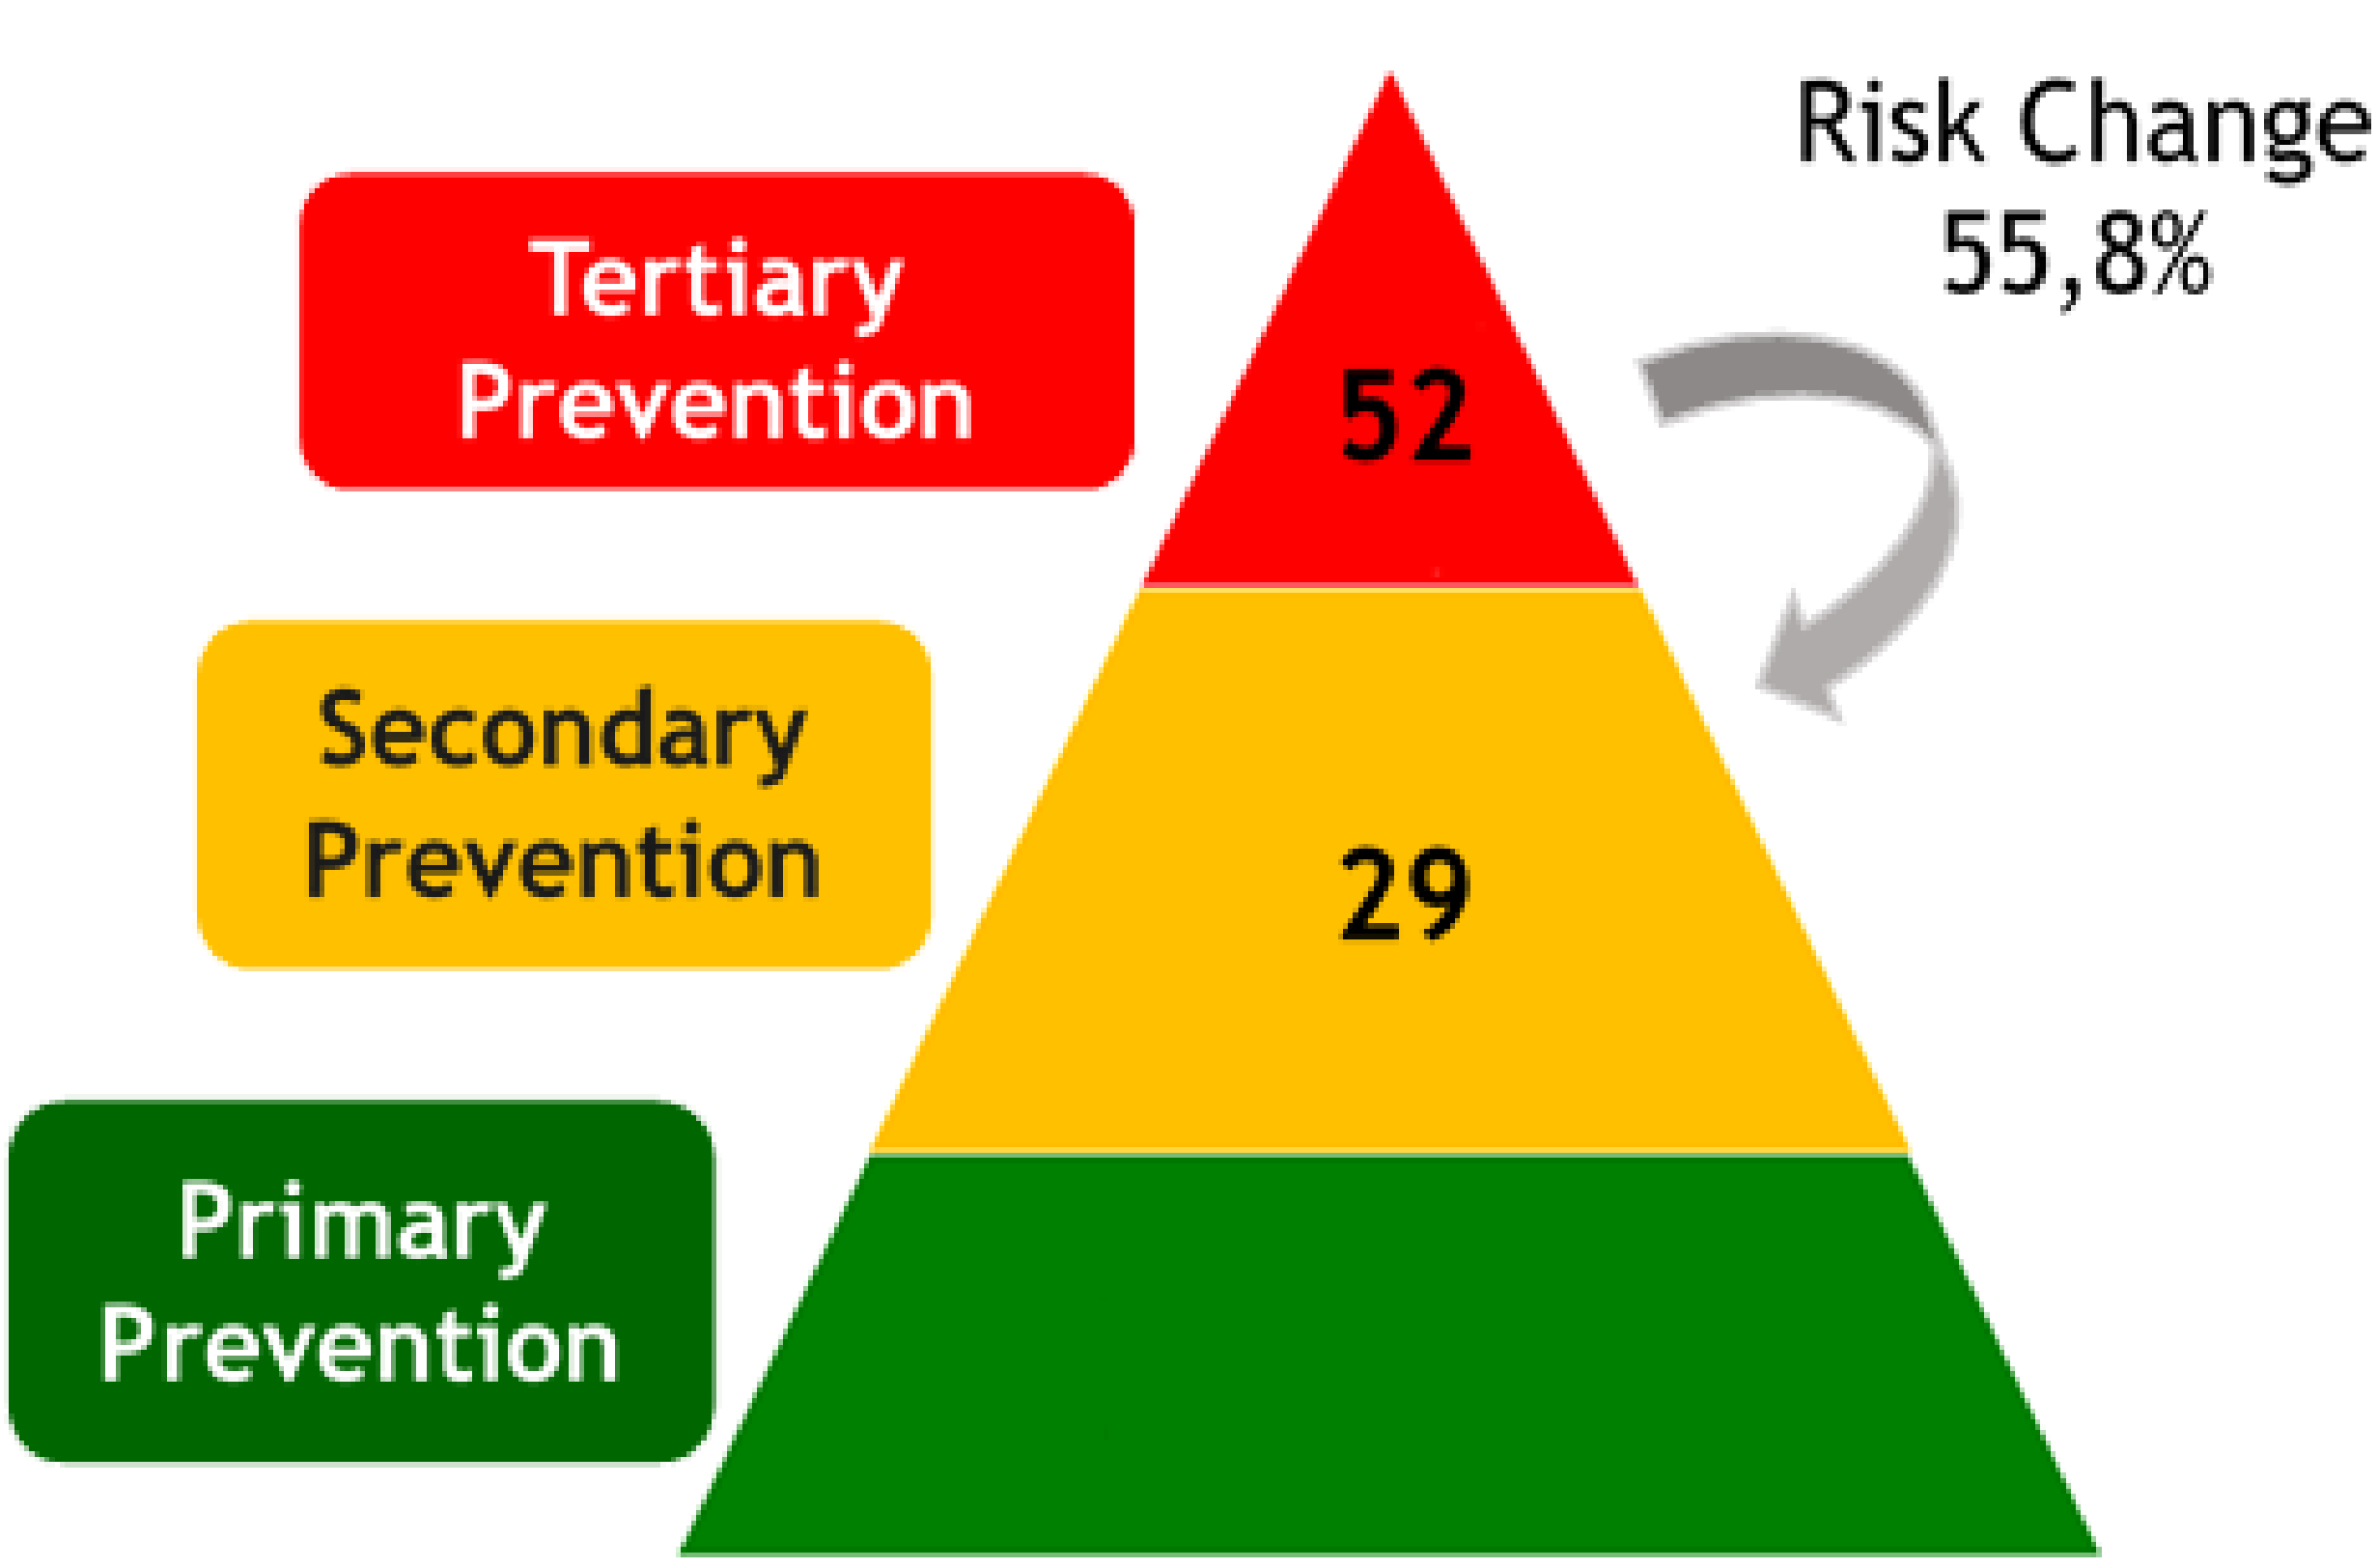 Risk Change
55,8%
Tertiary
Prevention
52
Secondary
Prevention
29
Primary
Prevention